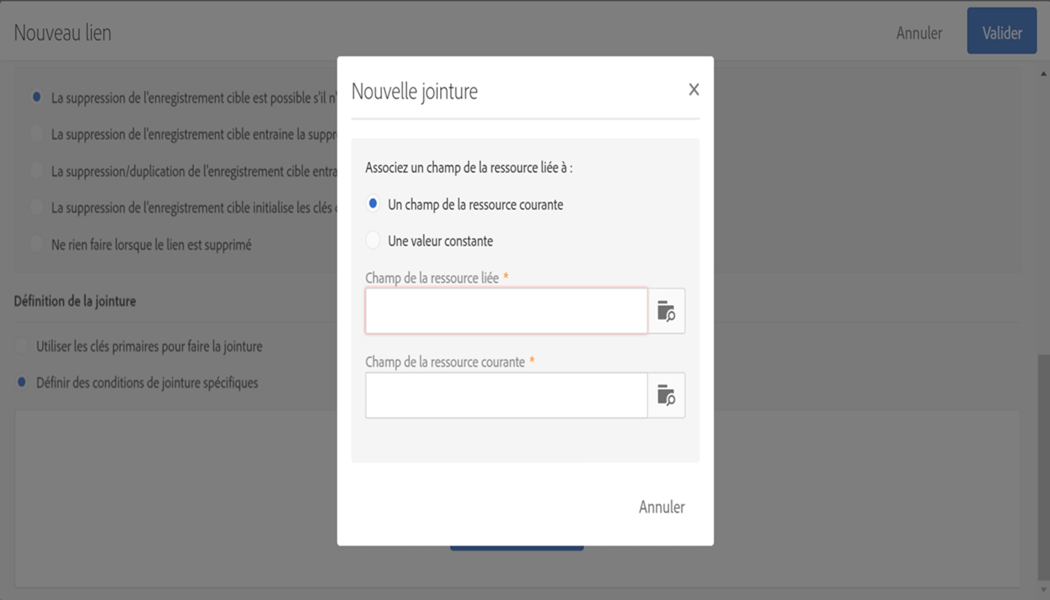 Nouveau lien
Annuler
Valider
La suppression de l'enregistrement cible est possible s'il n'
La suppression de l'enregistrement cible entraine la suppr
La suppression/duplication de l'enregistrement cible entra
La suppression de l'enregistrement cible initialise les clés
Ne rien faire lorsque le lien est supprimé
Définition de la jointure
Utiliser les clés primaires pour faire la jointure
Définir des conditions de jointure spécifiques
Nouvelle jointure
X
Associez un champ de la ressource liée à :
Un champ de la ressource courante
Une valeur constante
Champ de la ressource liée *
Champ de la ressource courante *
Annuler